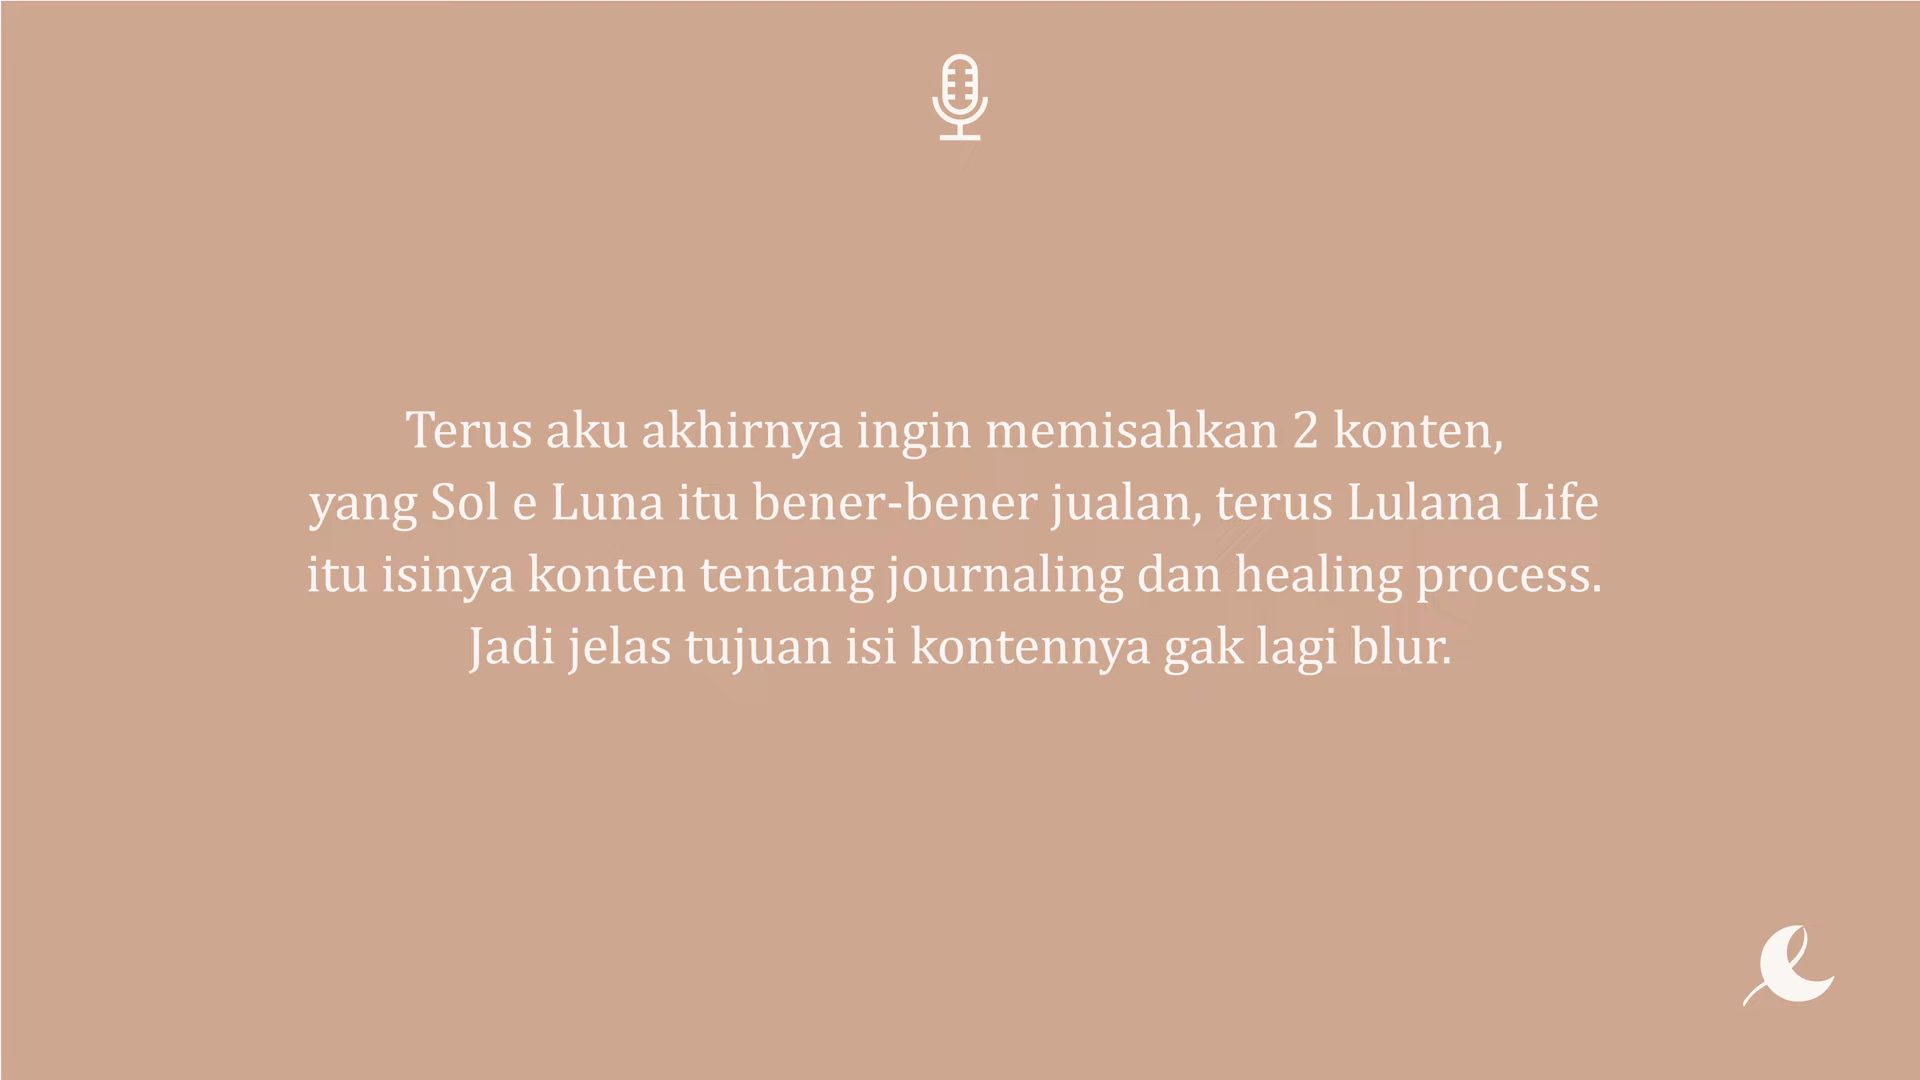 Terus aku akhirnya ingin memisahkan 2 konten,
yang Sol e Luna itu bener-bener jualan, terus Lulana Life
itu isinya konten tentang journaling dan healing process.
Jadi jelas tujuan isi kontennya gak lagi blur.